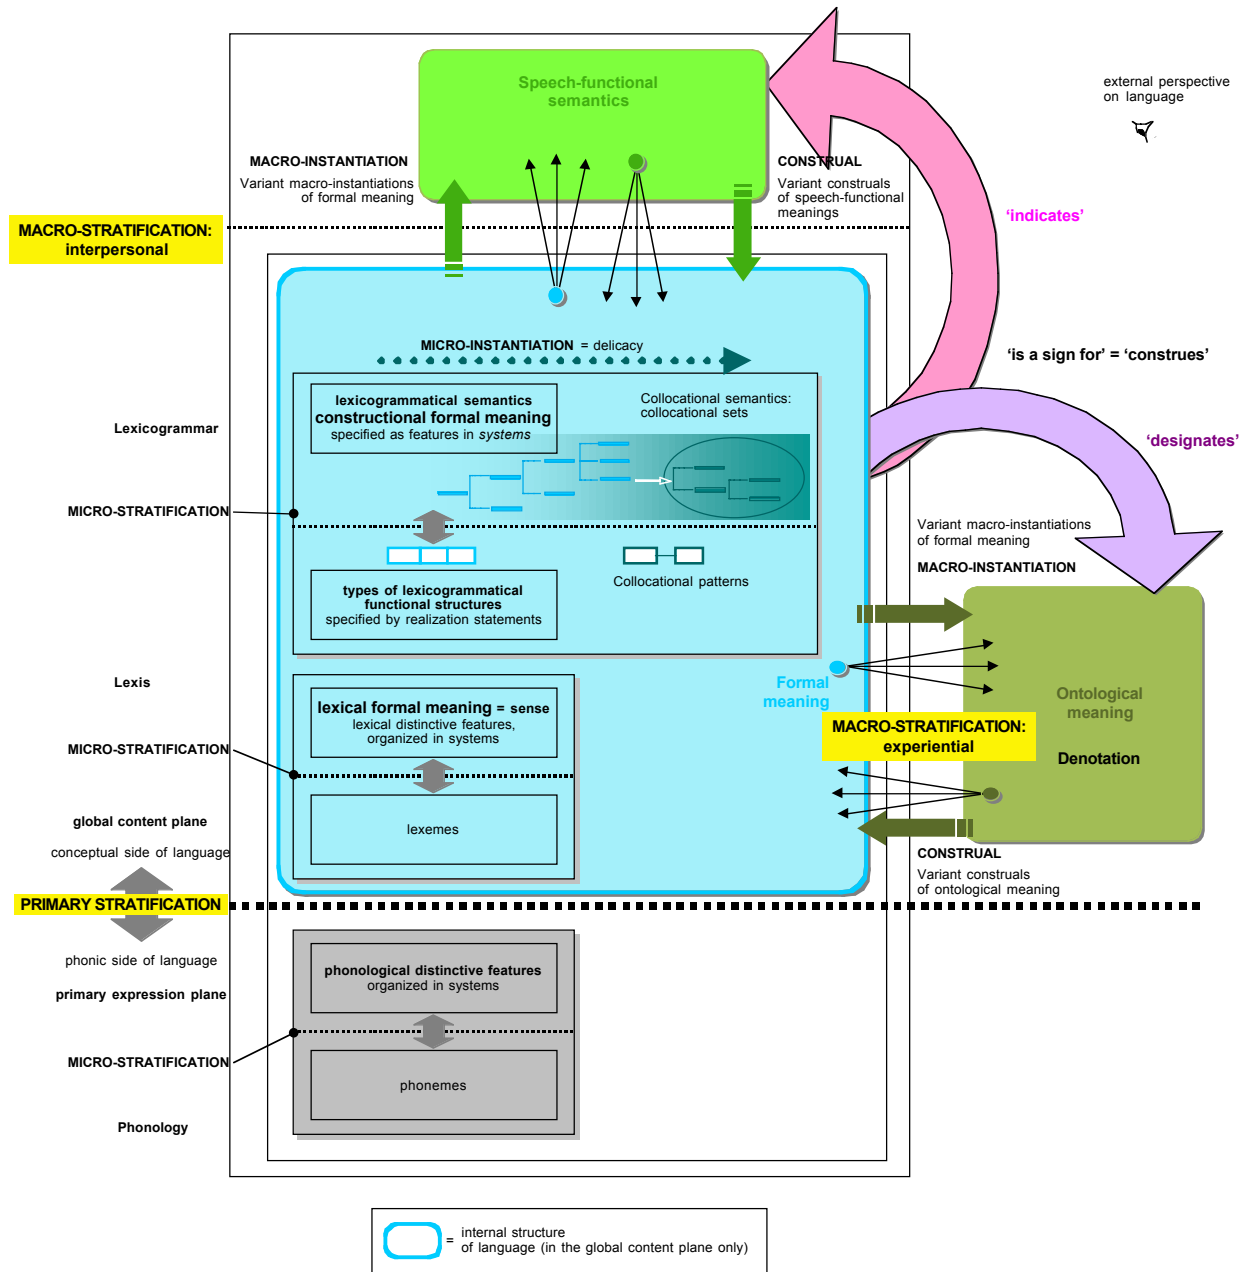 Speech-functional
semantics
external perspective
on language
MACRO-INSTANTIATION
Variant macro-instantiations
of formal meaning
CONSTRUAL
Variant construals
of speech-functional
meanings
'indicates'
MACRO-STRATIFICATION:
interpersonal
MICRO-INSTANTIATION = delicacy
'is a sign for' = 'construes'
lexicogrammatical semantics
constructional formal meaning
specified as features in systems
Collocational semantics:
collocational sets
Lexicogrammar
'designates'
MICRO-STRATIFICATION
Variant macro-instantiations
of formal meaning
MACRO-INSTANTIATION
types of lexicogrammatical
functional structures
specified by realization statements
Collocational patterns
Lexis
Formal
meaning
Ontological
meaning
lexical formal meaning = sense
lexical distinctive features,
organized in systems
MACRO-STRATIFICATION:
experiential
Denotation
MICRO-STRATIFICATION
global content plane
conceptual side of language
lexemes
CONSTRUAL
Variant construals
of ontological meaning
PRIMARY STRATIFICATION
phonic side of language
primary expression plane
phonological distinctive features
organized in systems
MICRO-STRATIFICATION
phonemes
Phonology
= internal structure
of language (in the global content plane only)